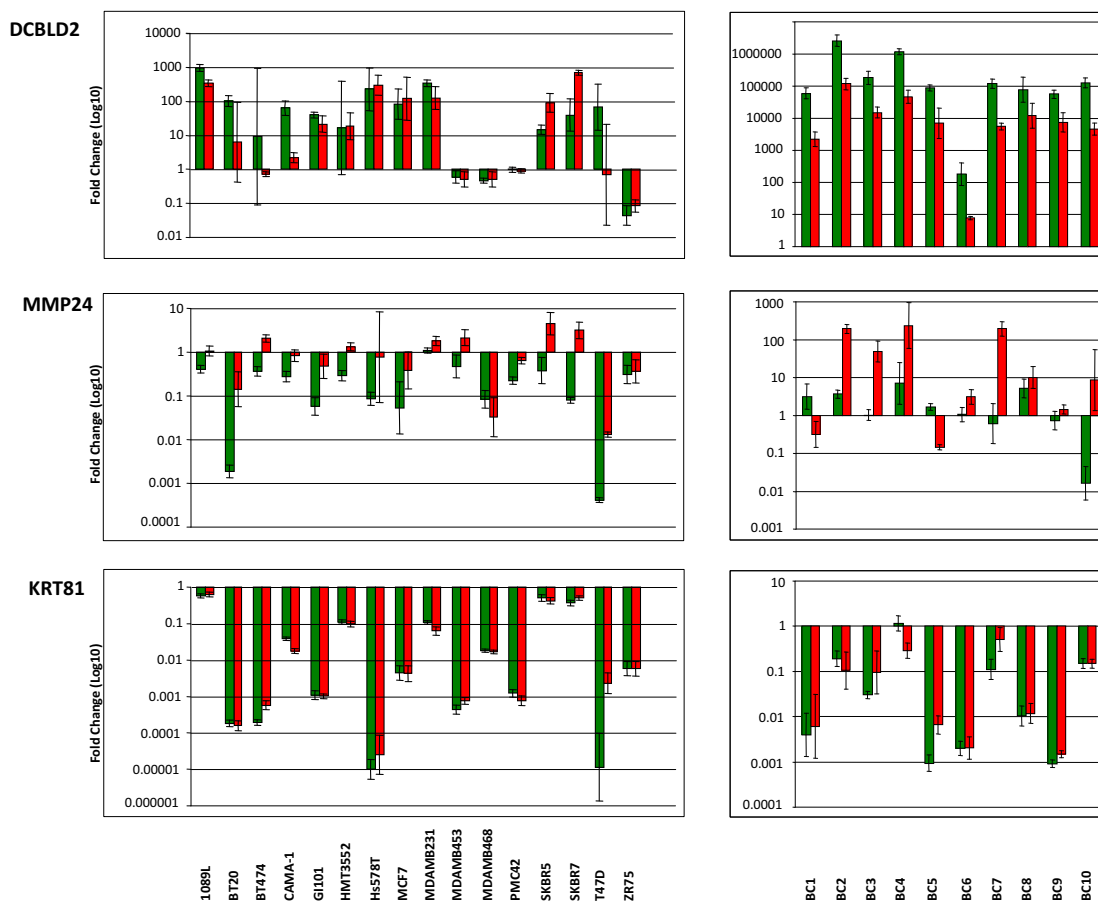 DCBLD2
Fold Change (Log10)
10000
1000
100
10
1
0.1
0.01
1000000
100000
10000
1000
100
10
1
MMP24
Fold Change (Log10)
10
1
0.1
0.01
0.001
0.0001
1000
100
10
1
0.1
0.01
0.001
KRT81
Fold Change (Log10)
1
0.1
0.01
0.001
0.0001
0.00001
0.000001
10
1
0.1
0.01
0.001
0.0001
1089L
BT20
BT474
CAMA-1
GI101
HMT3552
Hs578T
MCF7
MDAMB231
MDAMB453
MDAMB468
PMC42
SKBR5
SKBR7
T47D
ZR75
BC1
BC2
BC3
BC4
BC5
BC6
BC7
BC8
BC9
BC10